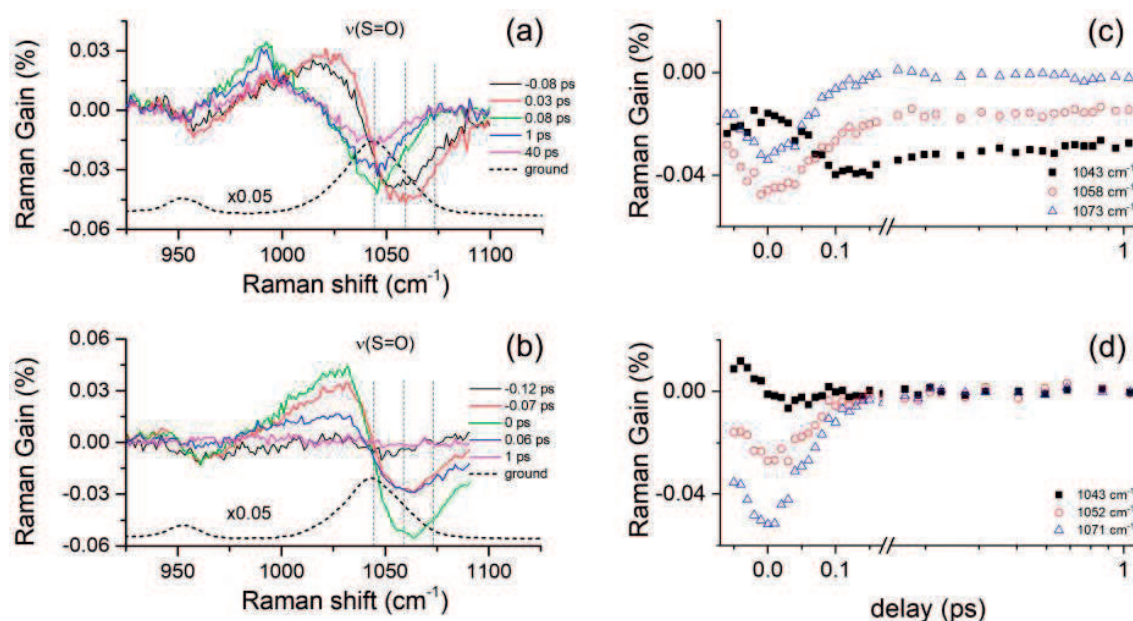 (a)
ν(S=O)
Raman Gain (%)
0.03
0.00
-0.03
-0.06
-0.08 ps
0.03 ps
0.08 ps
1 ps
40 ps
ground
x0.05
950
1000
1050
1100
Raman shift (cm-1)
(b)
ν(S=O)
Raman Gain (%)
0.06
0.03
0.00
-0.03
-0.06
-0.12 ps
-0.07 ps
0 ps
0.06 ps
1 ps
ground
x0.05
950
1000
1050
1100
Raman shift (cm-1)
(c)
Raman Gain (%)
0.00
-0.04
1043 cm-1
1058 cm-1
1073 cm-1
0.0
0.1
1
(d)
Raman Gain (%)
0.00
-0.04
1043 cm-1
1052 cm-1
1071 cm-1
0.0
0.1
1
delay (ps)